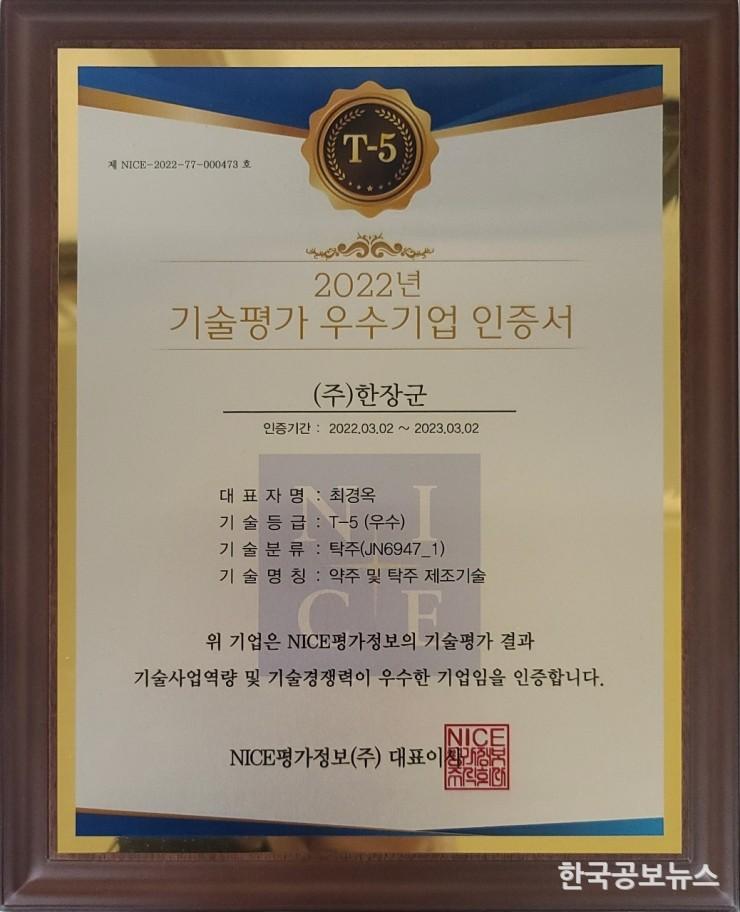 T-5
제 NICE-2022-77-000473 호
2022년
기술평가 우수기업 인증서
(주)한장군
인증기간 : 2022.03.02 ~ 2023.03.02
NICE
대 표 자 명 : 최경옥
기 술 등 급 : T-5 (우수)
기 술 분 류 : 탁주(JN6947_1)
기 술 명 칭 : 약주 및 탁주 제조기술
위 기업은 NICE평가정보의 기술평가 결과
기술사업역량 및 기술경쟁력이 우수한 기업임을 인증합니다.
NICE평가정보(주) 대표이사
NICE
한국공보뉴스